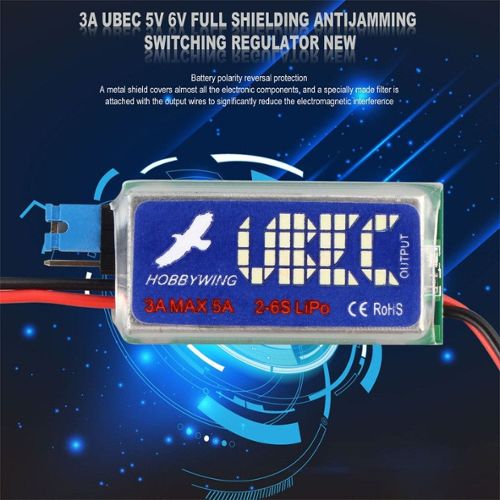 3A UBEC 5V 6V FULL SHIELDING ANTIJAMMING
SWITCHING REGULATOR NEW
Battery polarity reversal protection
A metal shield covers almost all the electronic components, and a specially made filter is
attached with the output wires to significantly reduce the electromagnetic interference
HOBBYWING
UBEC
OUTPUT
3A MAX 5A 2-6S LiPo CE RoHS